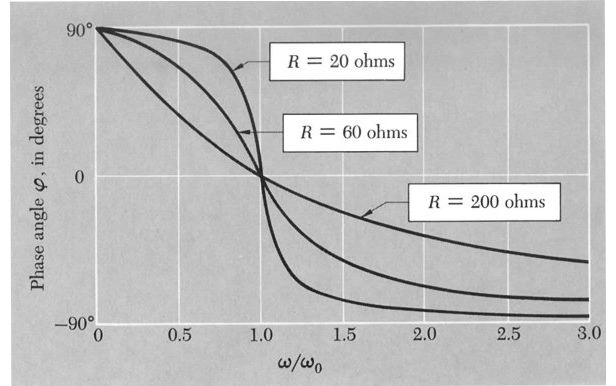 90°
R = 20 ohms
R = 60 ohms
0
R = 200 ohms
Phase angle φ, in degrees
−90°
0 0.5 1.0 1.5 2.0 2.5 3.0
ω/ω₀